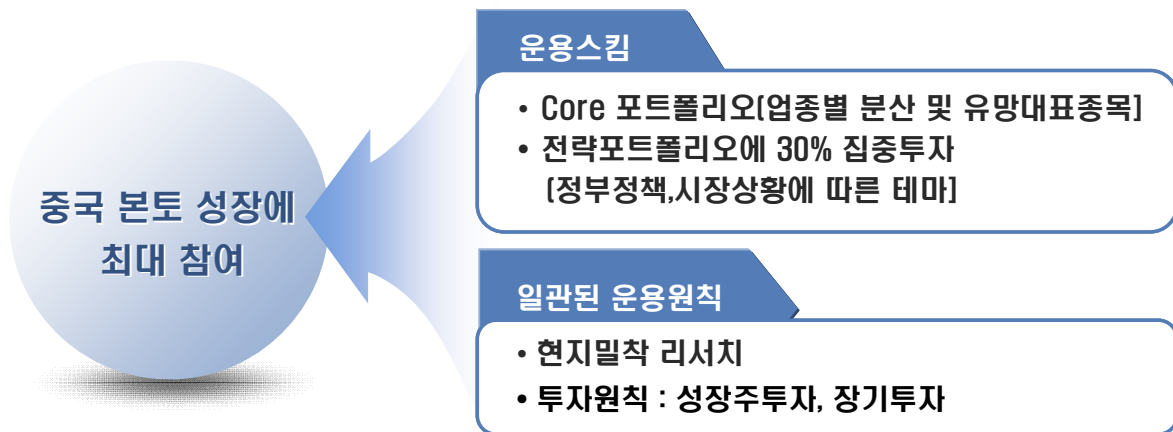 중국 본토 성장에
최대 참여
운용스킴
• Core 포트폴리오(업종별 분산 및 유망대표종목)
• 전략포트폴리오에 30% 집중투자
(정부정책,시장상황에 따른 테마)
일관된 운용원칙
• 현지밀착 리서치
• 투자원칙 : 성장주투자, 장기투자